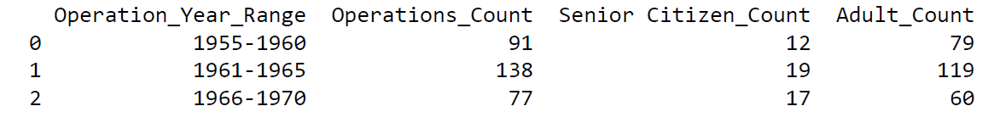 Operation_Year_Range Operations_Count Senior Citizen_Count Adult_Count
0 1955-1960 91 12 79
1 1961-1965 138 19 119
2 1966-1970 77 17 60